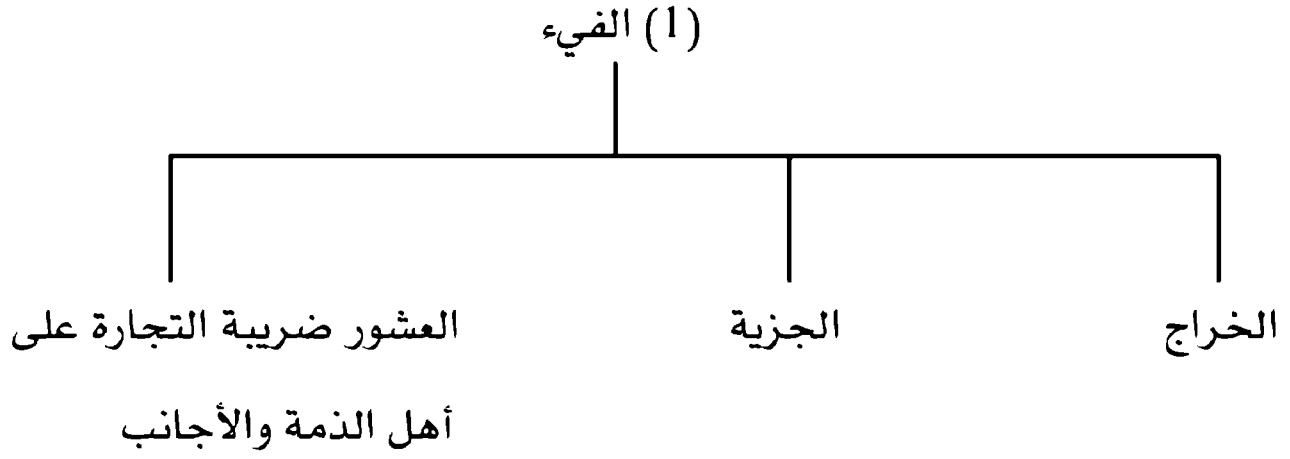 (1) الفيء
الخراج
الجزية
العشور ضريبة التجارة على
أهل الذمة والأجانب